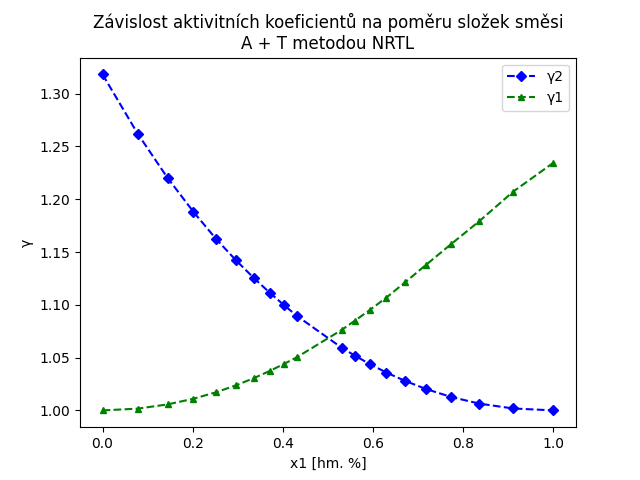 Závislost aktivitních koeficientů na poměru složek směsi
A + T metodou NRTL
γ2
γ1
1.30
1.25
1.20
1.15
1.10
1.05
1.00
γ
0.0 0.2 0.4 0.6 0.8 1.0
x1 [hm. %]